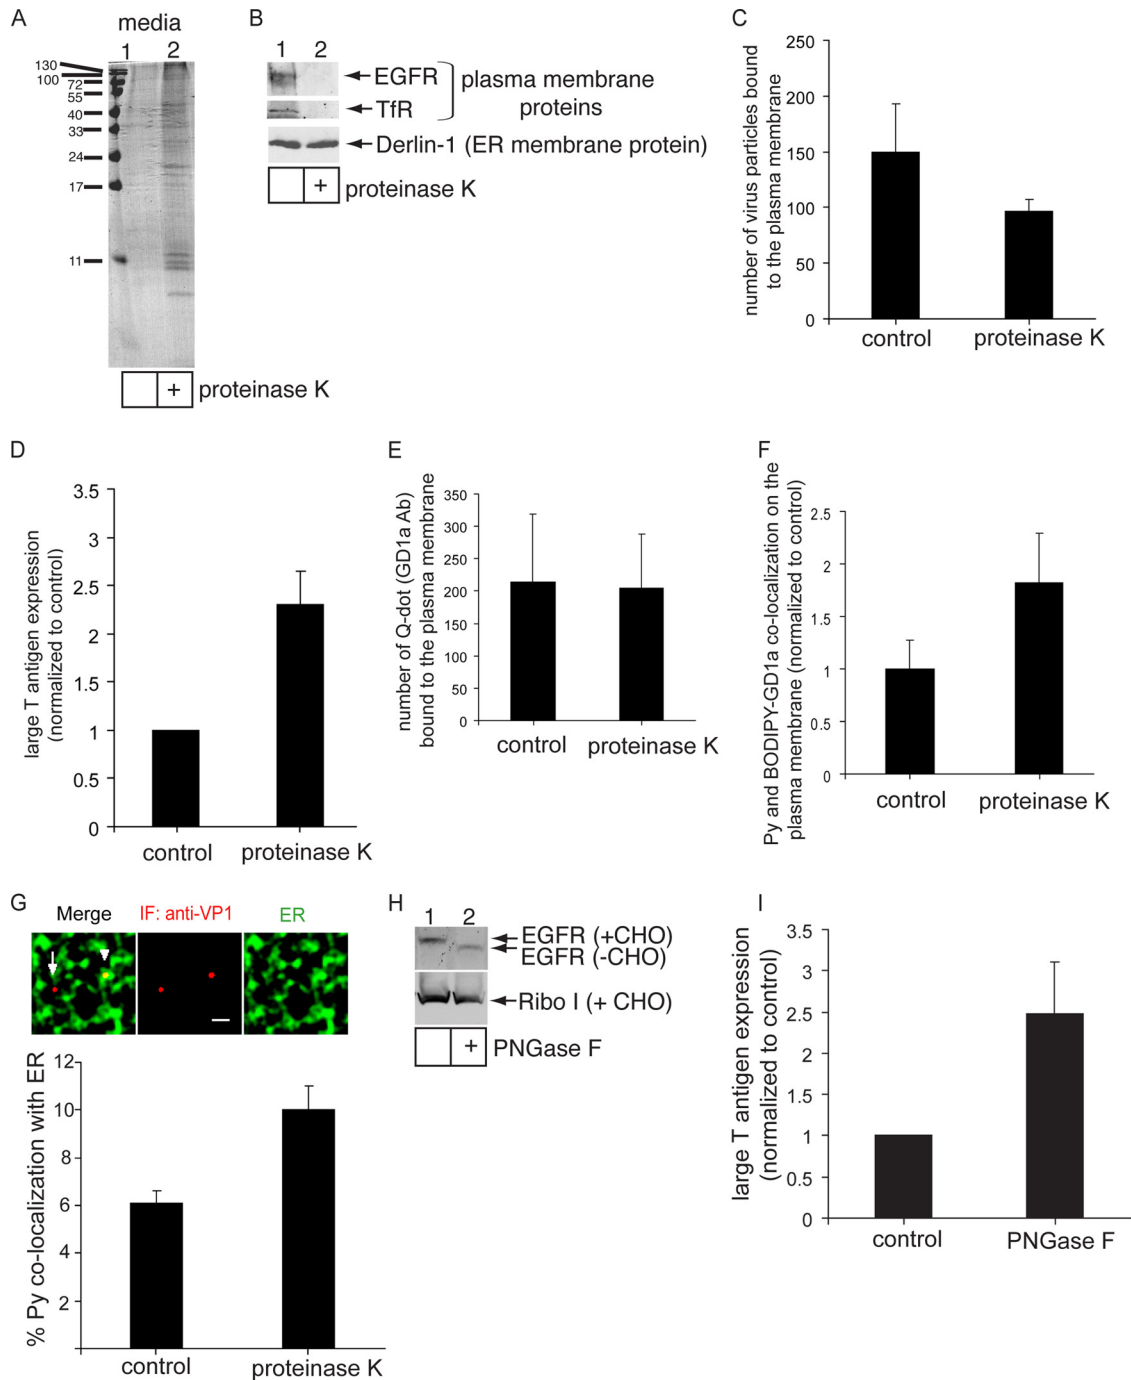 A
media
1 2
130
100
72
55
40
33
24
17
11
+ proteinase K
B
1 2
EGFR
TfR
plasma membrane
proteins
Derlin-1 (ER membrane protein)
+ proteinase K
C
number of virus particles bound
to the plasma membrane
250
200
150
100
50
0
control proteinase K
D
large T antigen expression
(normalized to control)
3.5
3
2.5
2
1.5
1
0.5
0
control proteinase K
E
number of Q-dot (GD1a Ab)
bound to the plasma membrane
350
300
250
200
150
100
50
0
control proteinase K
F
Py and BODIPY-GD1a co-localization on the
plasma membrane (normalized to control)
2.5
2
1.5
1
0.5
0
control proteinase K
G
Merge IF: anti-VP1 ER
% Py co-localization with ER
12
10
8
6
4
2
control proteinase K
H
1 2
EGFR (+CHO)
EGFR (-CHO)
Ribo I (+ CHO)
+ PNGase F
I
large T antigen expression
(normalized to control)
3.5
3
2.5
2
1.5
1
0.5
0
control PNGase F